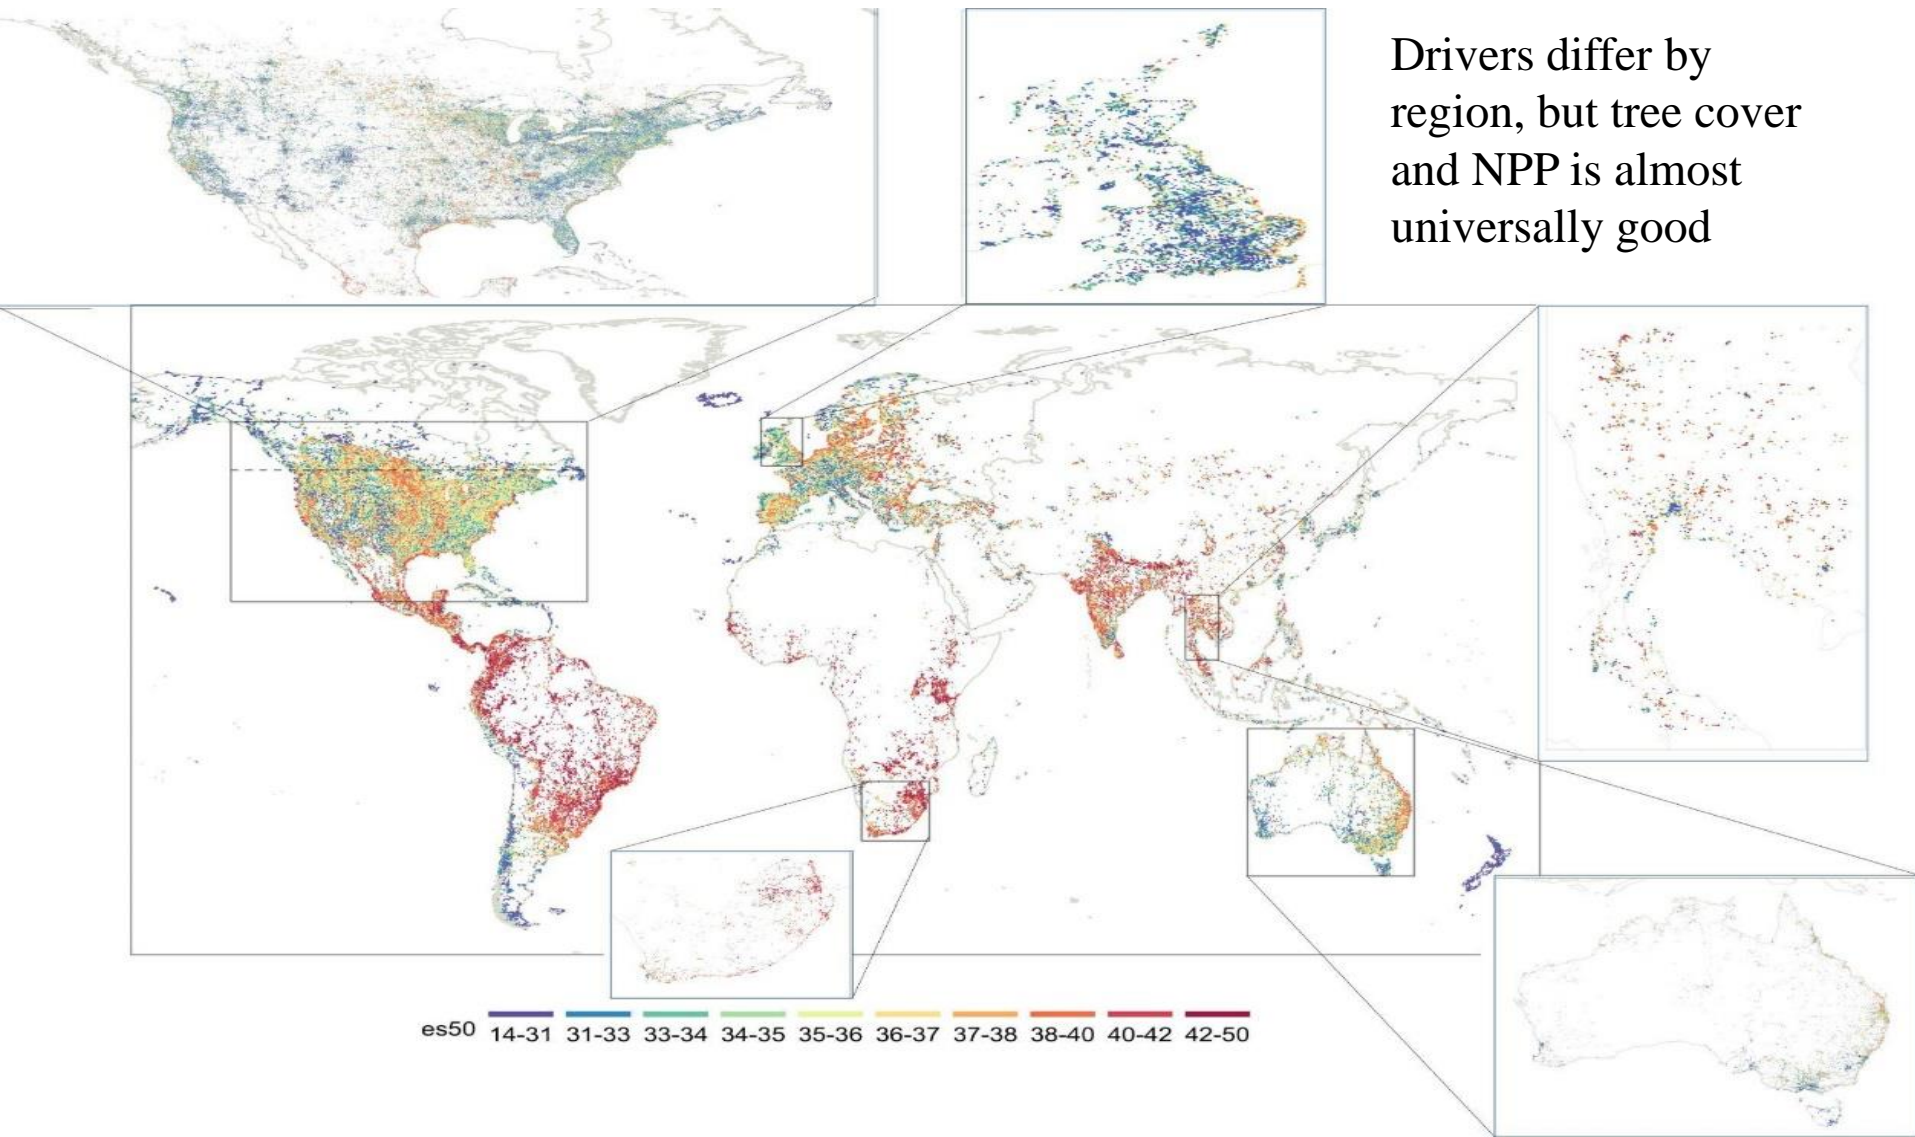 Drivers differ by
region, but tree cover
and NPP is almost
universally good
es50 14-31 31-33 33-34 34-35 35-36 36-37 37-38 38-40 40-42 42-50